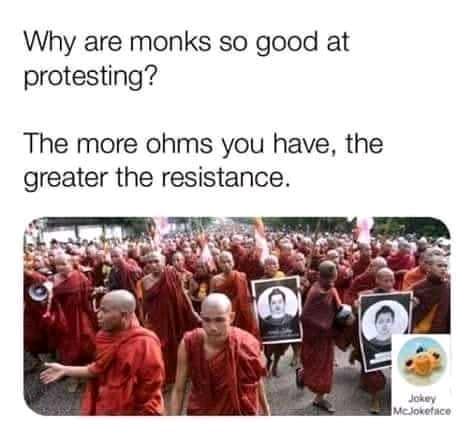 Why are monks so good at
protesting?
The more ohms you have, the
greater the resistance.
Jokey
McJokeface